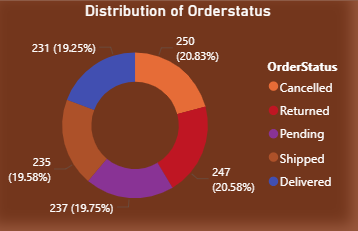 Distribution of Orderstatus
231 (19.25%)
250
(20.83%)
235
(19.58%)
247
(20.58%)
237 (19.75%)
OrderStatus
Cancelled
Returned
Pending
Shipped
Delivered